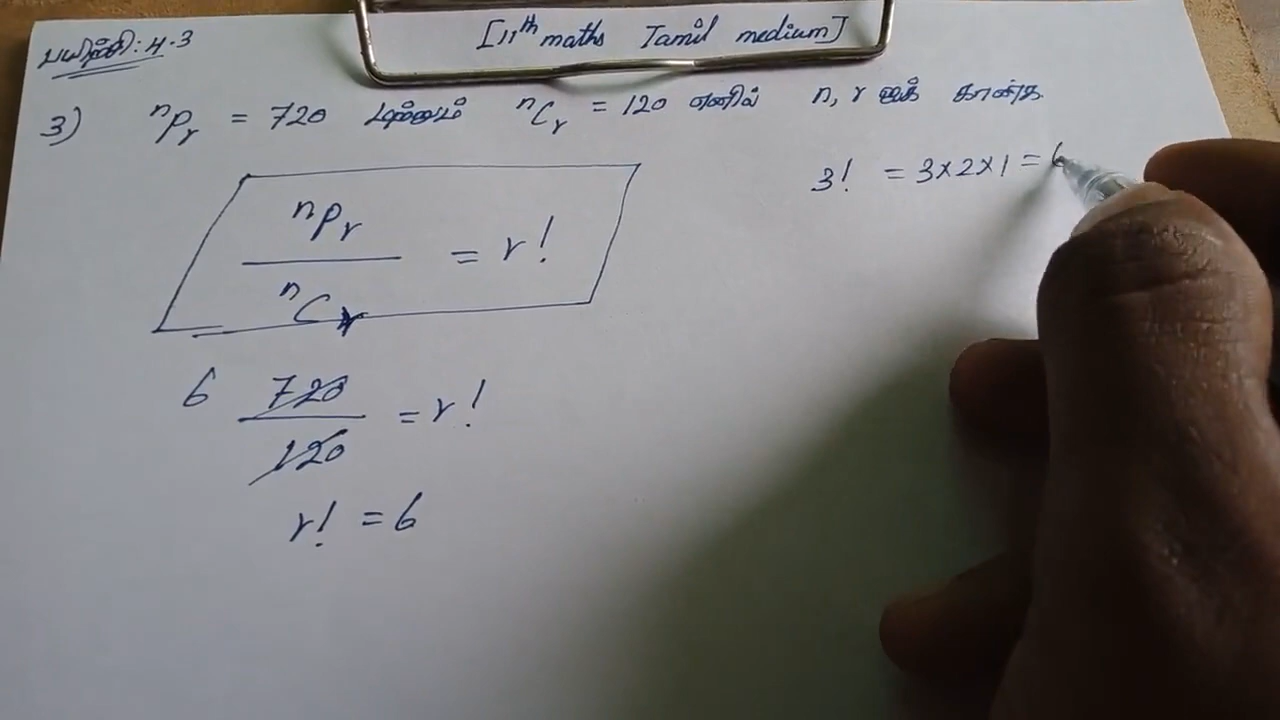 [11th maths Tamil medium]
பயிற்சி: 4.3
3) nPr = 720 மற்றும் nCr = 120 எனில் n, r ஐக் காண்க
3! = 3×2×1 = 6
nPr / nCr = r!
6 720 / 120 = r!
r! = 6